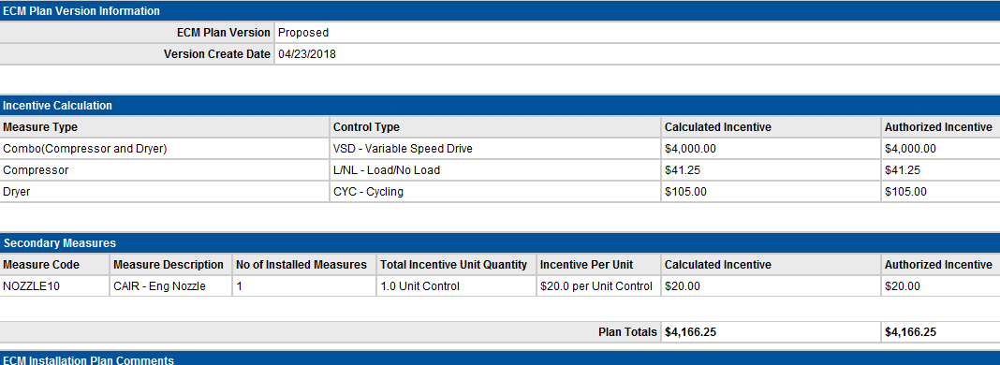 ECM Plan Version Information
ECM Plan Version Proposed
Version Create Date 04/23/2018
Incentive Calculation
Measure Type Control Type Calculated Incentive Authorized Incentive
Combo(Compressor and Dryer) VSD - Variable Speed Drive $4,000.00 $4,000.00
Compressor L/NL - Load/No Load $41.25 $41.25
Dryer CYC - Cycling $105.00 $105.00
Secondary Measures
Measure Code Measure Description No of Installed Measures Total Incentive Unit Quantity Incentive Per Unit Calculated Incentive Authorized Incentive
NOZZLE10 CAIR - Eng Nozzle 1 1.0 Unit Control $20.0 per Unit Control $20.00 $20.00
Plan Totals $4,166.25 $4,166.25
ECM Installation Plan Comments